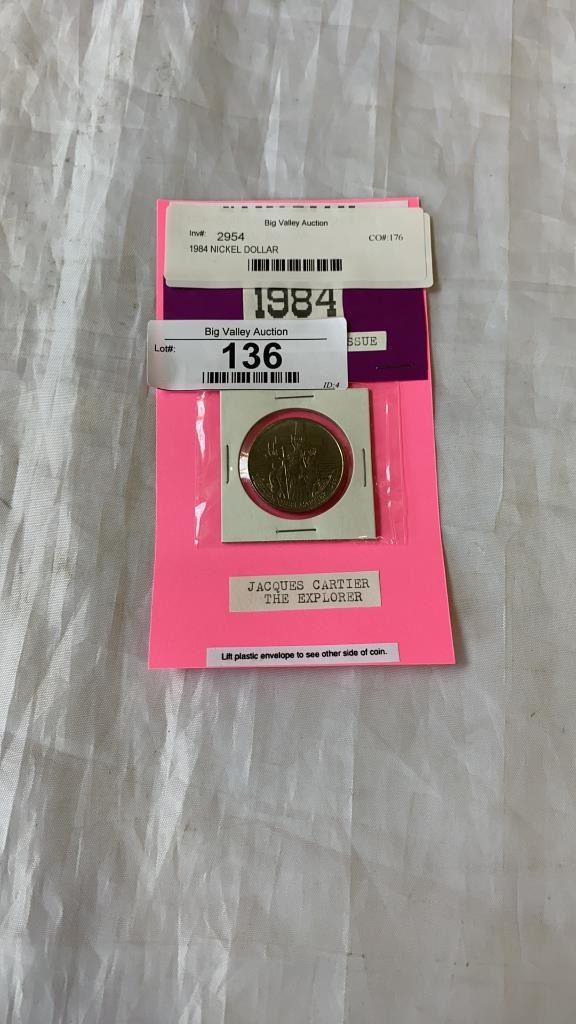 Big Valley Auction
Inv#: 2954 CO#:176
1984 NICKEL DOLLAR
1984
Big Valley Auction
Lot#: 136
SSUE
ID:4
JACQUES CARTIER
THE EXPLORER
Lift plastic envelope to see other side of coin.